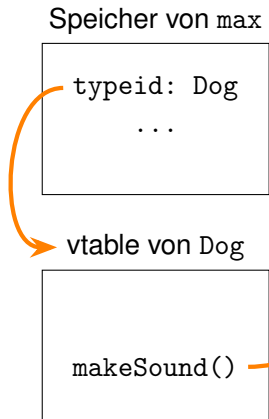 Speicher von max
typeid: Dog
...
vtable von Dog
makeSound()